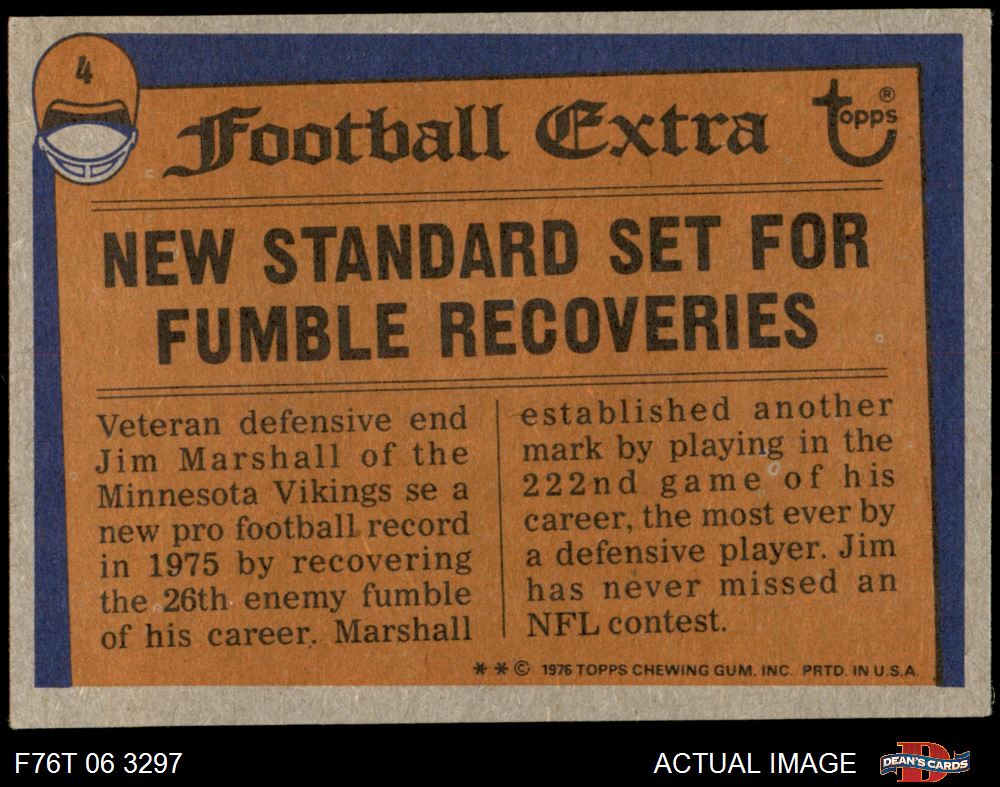 4
Football Extra
topps ®
NEW STANDARD SET FOR
FUMBLE RECOVERIES
Veteran defensive end
Jim Marshall of the
Minnesota Vikings se a
new pro football record
in 1975 by recovering
the 26th enemy fumble
of his career. Marshall
established another
mark by playing in the
222nd game of his
career, the most ever by
a defensive player. Jim
has never missed an
NFL contest.
** © 1976 TOPPS CHEWING GUM, INC. PRTD. IN U.S.A.
F76T 06 3297
ACTUAL IMAGE
D
DEAN'S CARDS